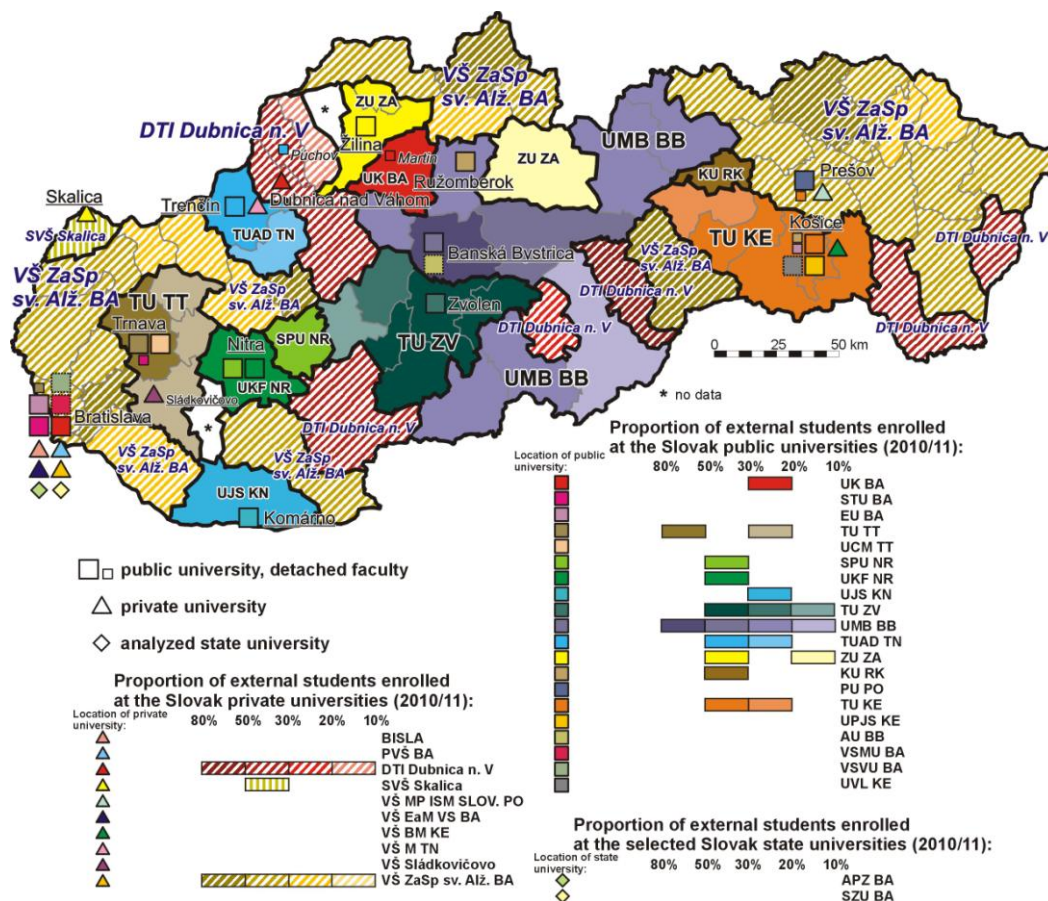 VŠ ZaSp
sv. Alž. BA
ZU ZA
*
DTI Dubnica n. V
Žilina
Púchov
Martin
UK BA
Ružomberok
ZU ZA
UMB BB
VŠ ZaSp
sv. Alž. BA
KU RK
Prešov
Dubnica nad Váhom
Skalica
Trenčín
TUAD TN
SVŠ Skalica
Košice
TU KE
VŠ ZaSp
sv. Alž. BA
Banská Bystrica
VŠ ZaSp
sv. Alž. BA
DTI Dubnica n. V
VŠ ZaSp
sv. Alž. BA
TU TT
Trnava
Zvolen
DTI Dubnica n. V
DTI Dubnica n. V
DTI Dubnica n. V
Nitra
SPU NR
TU ZV
UKF NR
UMB BB
0 25 50 km
Sládkovičovo
Bratislava
*
DTI Dubnica n. V
* no data
VŠ ZaSp
sv. Alž. BA
VŠ ZaSp
sv. Alž. BA
UJS KN
Komárno
public university, detached faculty
private university
analyzed state university
Proportion of external students enrolled
at the Slovak private universities (2010/11):
Location of private
university:
80% 50% 30% 20% 10%
BISLA
PVŠ BA
DTI Dubnica n. V
SVŠ Skalica
VŠ MP ISM SLOV. PO
VŠ EaM VS BA
VŠ BM KE
VŠ M TN
VŠ Sládkovičovo
VŠ ZaSp sv. Alž. BA
Proportion of external students enrolled
at the Slovak public universities (2010/11):
Location of public
university:
80% 50% 30% 20% 10%
UK BA
STU BA
EU BA
TU TT
UCM TT
SPU NR
UKF NR
UJS KN
TU ZV
UMB BB
TUAD TN
ZU ZA
KU RK
PU PO
TU KE
UPJS KE
AU BB
VSMU BA
VSVU BA
UVL KE
Proportion of external students enrolled
at the selected Slovak state universities (2010/11):
Location of state
university:
80% 50% 30% 20% 10%
APZ BA
SZU BA